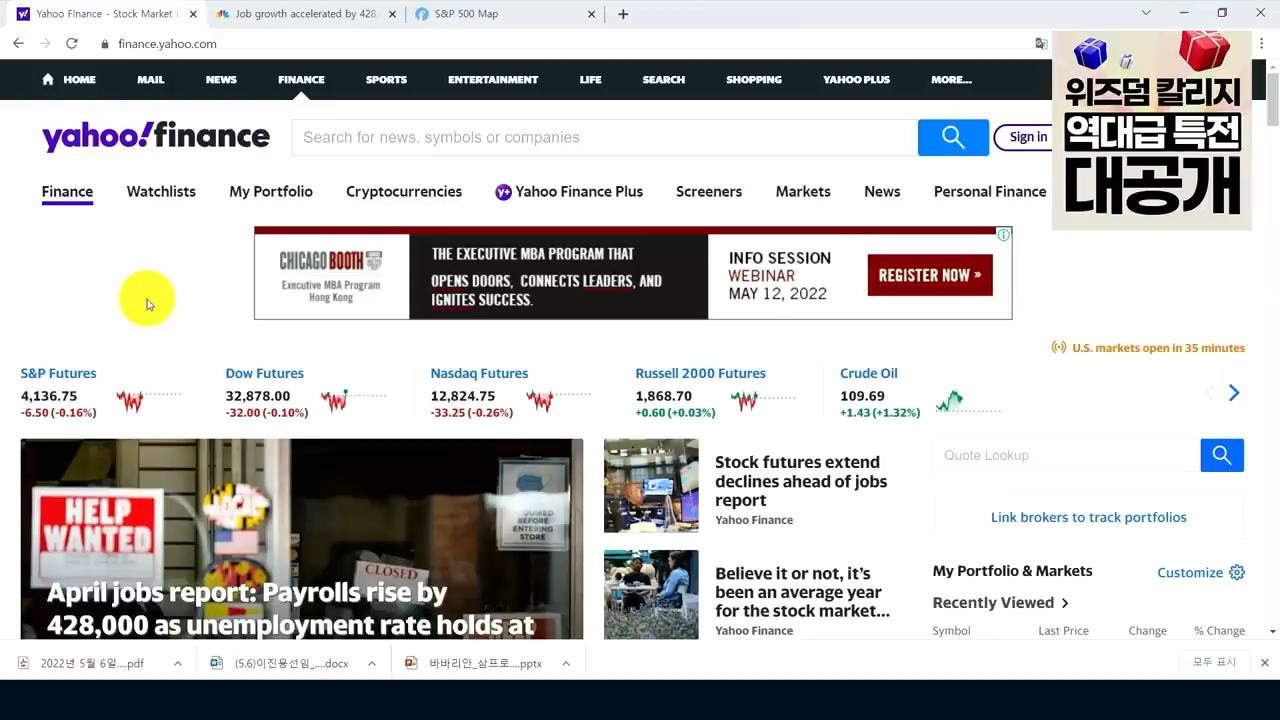 Yahoo Finance - Stock Market
Job growth accelerated by 428,
S&P 500 Map
finance.yahoo.com
HOME
MAIL
NEWS
FINANCE
SPORTS
ENTERTAINMENT
LIFE
SEARCH
SHOPPING
YAHOO PLUS
MORE...
위즈덤 칼리지
역대급 특전
대공개
yahoo!finance
Search for news, symbols or companies
Sign in
Finance
Watchlists
My Portfolio
Cryptocurrencies
Y+ Yahoo Finance Plus
Screeners
Markets
News
Personal Finance
CHICAGO BOOTH
Executive MBA Program
Hong Kong
THE EXECUTIVE MBA PROGRAM THAT
OPENS DOORS, CONNECTS LEADERS, AND
IGNITES SUCCESS.
INFO SESSION
WEBINAR
MAY 12, 2022
REGISTER NOW »
U.S. markets open in 35 minutes
S&P Futures
4,136.75
-6.50 (-0.16%)
Dow Futures
32,878.00
-32.00 (-0.10%)
Nasdaq Futures
12,824.75
-33.25 (-0.26%)
Russell 2000 Futures
1,868.70
+0.60 (+0.03%)
Crude Oil
109.69
+1.43 (+1.32%)
HELP
WANTED
LOCAL
JOINED
BEFORE
ENTERING
STORE
CLOSED
April jobs report: Payrolls rise by
428,000 as unemployment rate holds at
Stock futures extend
declines ahead of jobs
report
Yahoo Finance
Believe it or not, it's
been an average year
for the stock market...
Yahoo Finance
Quote Lookup
Link brokers to track portfolios
My Portfolio & Markets
Customize
Recently Viewed
Symbol
Last Price
Change
% Change
2022년 5월 6일....pdf
(5.6)이진용선임_....docx
바바리안_삼프로....pptx
모두 표시